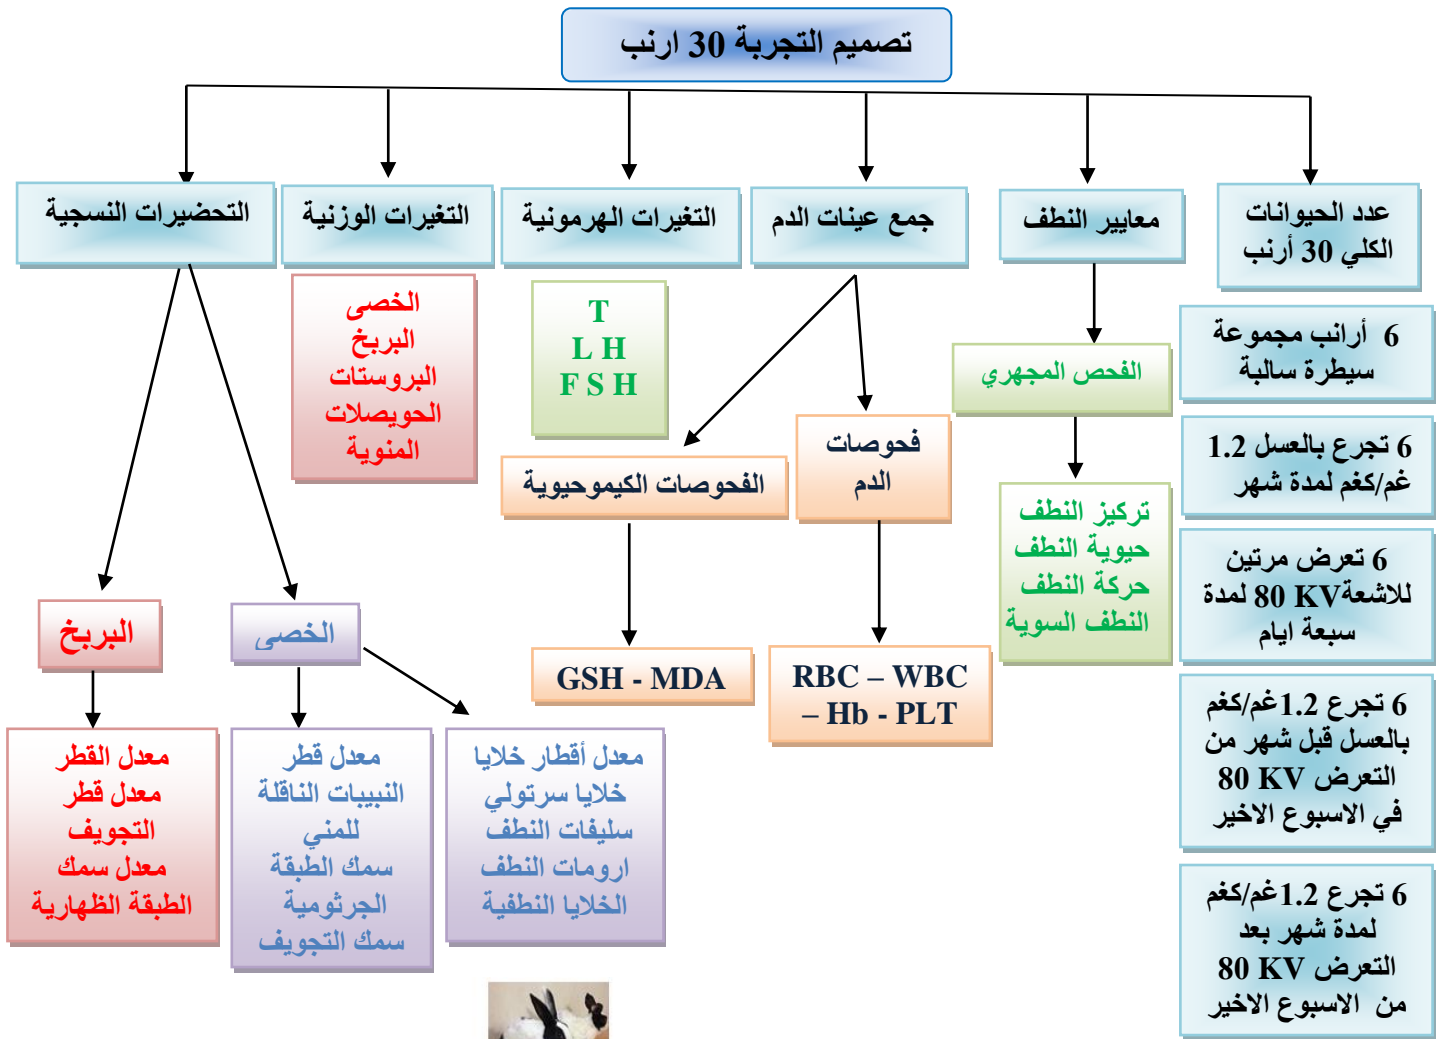 تصميم التجربة 30 ارنب
عدد الحيوانات
الكلي 30 أرنب
معايير النطف
جمع عينات الدم
التغيرات الهرمونية
التغيرات الوزنية
التحضيرات النسجية
6 أرانب مجموعة
سيطرة سالبة
6 تجرع بالعسل 1.2
غم/كغم لمدة شهر
6 تعرض مرتين
للاشعة80 KV لمدة
سبعة ايام
6 تجرع 1.2غم/كغم
بالعسل قبل شهر من
التعرض 80 KV
في الاسبوع الاخير
6 تجرع 1.2غم/كغم
لمدة شهر بعد
التعرض 80 KV
من الاسبوع الاخير
الفحص المجهري
تركيز النطف
حيوية النطف
حركة النطف
النطف السوية
فحوصات
الدم
RBC – WBC
– Hb - PLT
الفحوصات الكيموحيوية
GSH - MDA
T
L H
F S H
الخصى
البربخ
البروستات
الحويصلات
المنوية
الخصى
معدل أقطار خلايا
خلايا سرتولي
سليفات النطف
ارومات النطف
الخلايا النطفية
معدل قطر
النبيبات الناقلة
للمني
سمك الطبقة
الجرثومية
سمك التجويف
البربخ
معدل القطر
معدل قطر
التجويف
معدل سمك
الطبقة الظهارية